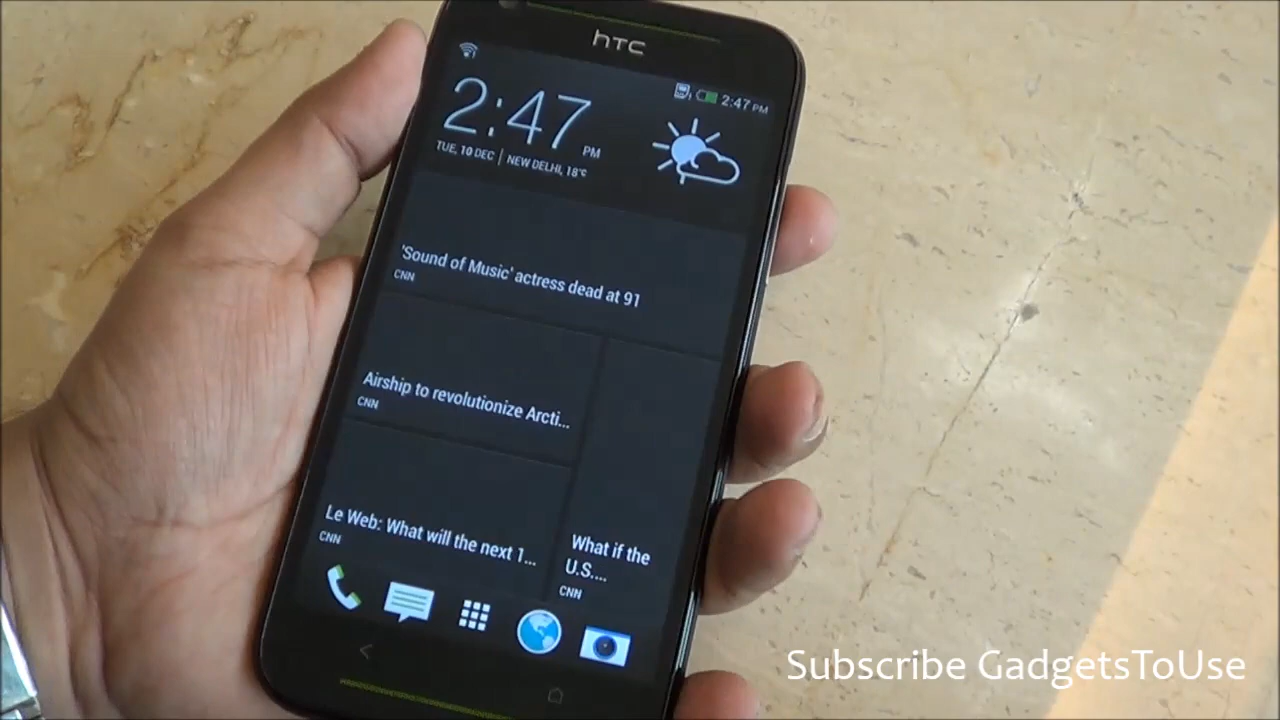 hTC
2:47 PM
2:47 PM
TUE, 10 DEC | NEW DELHI, 18°C
'Sound of Music' actress dead at 91
CNN
Airship to revolutionize Arcti...
CNN
Le Web: What will the next 1...
CNN
What if the
U.S....
CNN
Subscribe GadgetsToUse